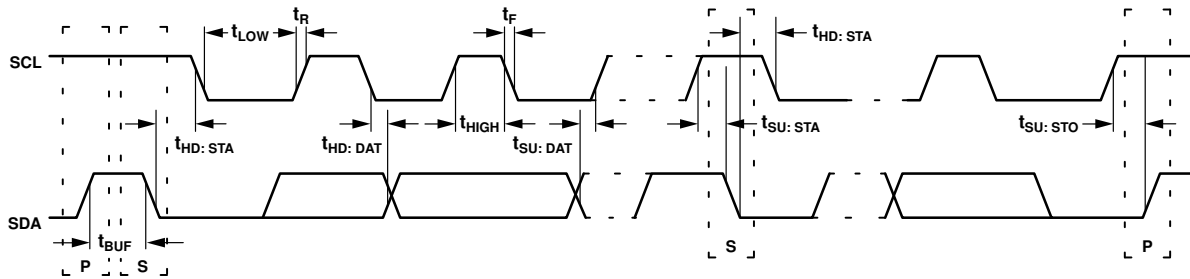 tR
tF
tLOW
tHD: STA
SCL
tHD: STA
tHD: DAT
tHIGH
tSU: DAT
tSU: STA
tSU: STO
SDA
tBUF
S
P
P
S